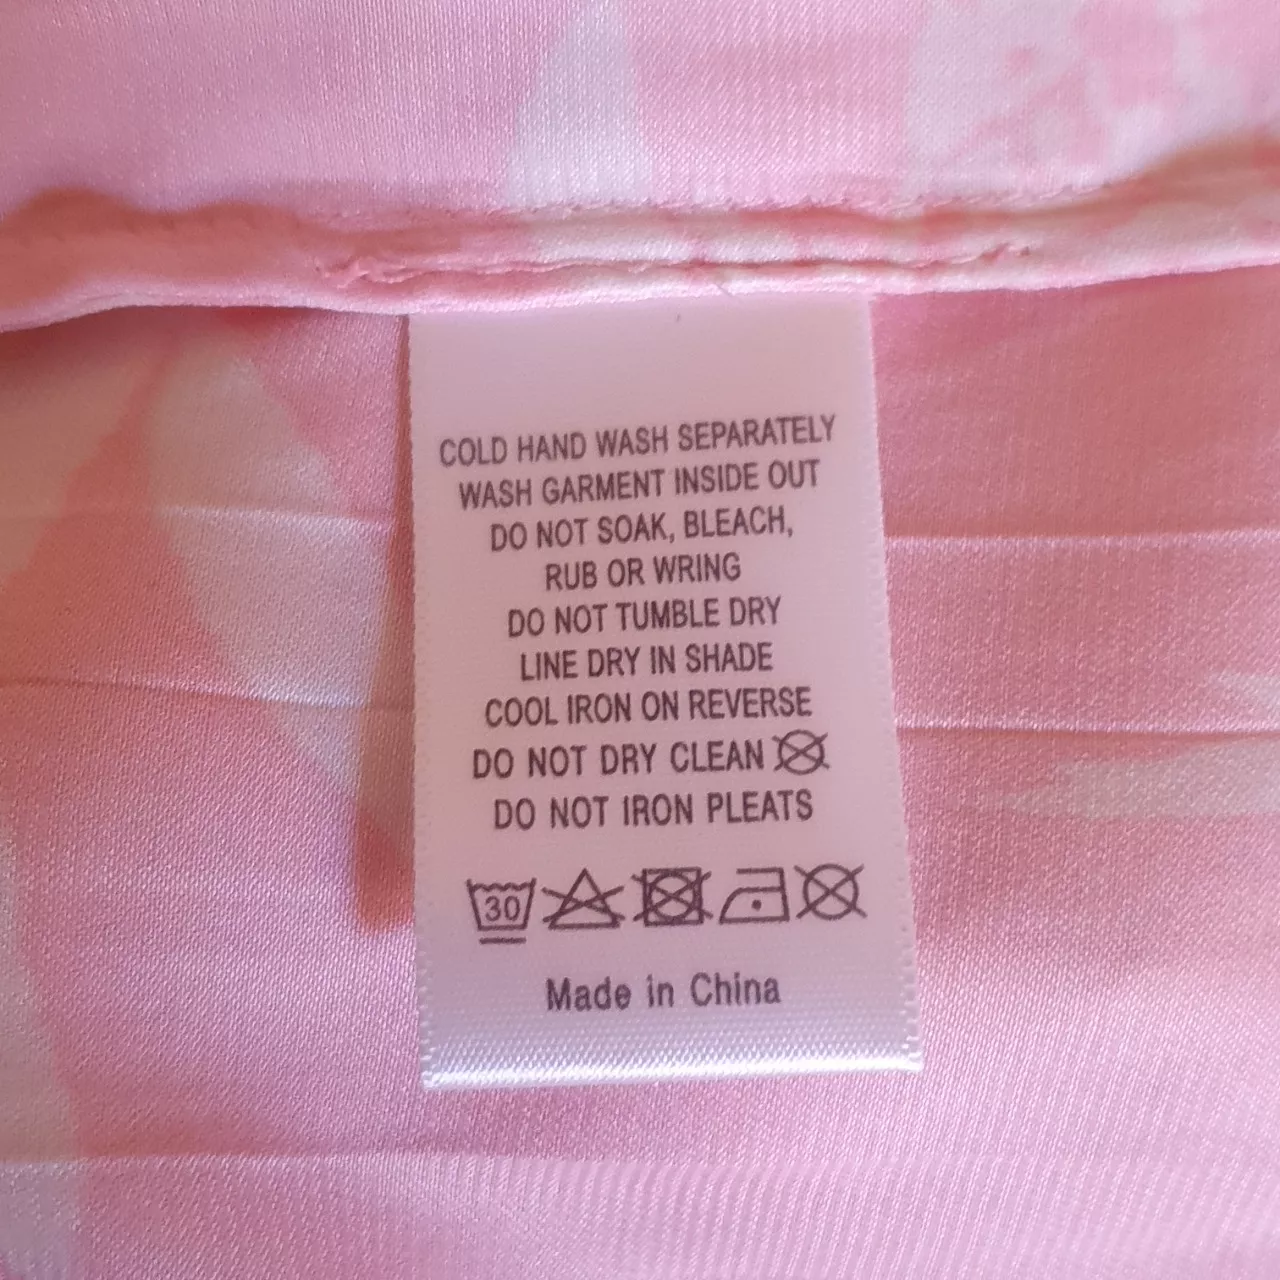 COLD HAND WASH SEPARATELY
WASH GARMENT INSIDE OUT
DO NOT SOAK, BLEACH,
RUB OR WRING
DO NOT TUMBLE DRY
LINE DRY IN SHADE
COOL IRON ON REVERSE
DO NOT DRY CLEAN
DO NOT IRON PLEATS
30
Made in China